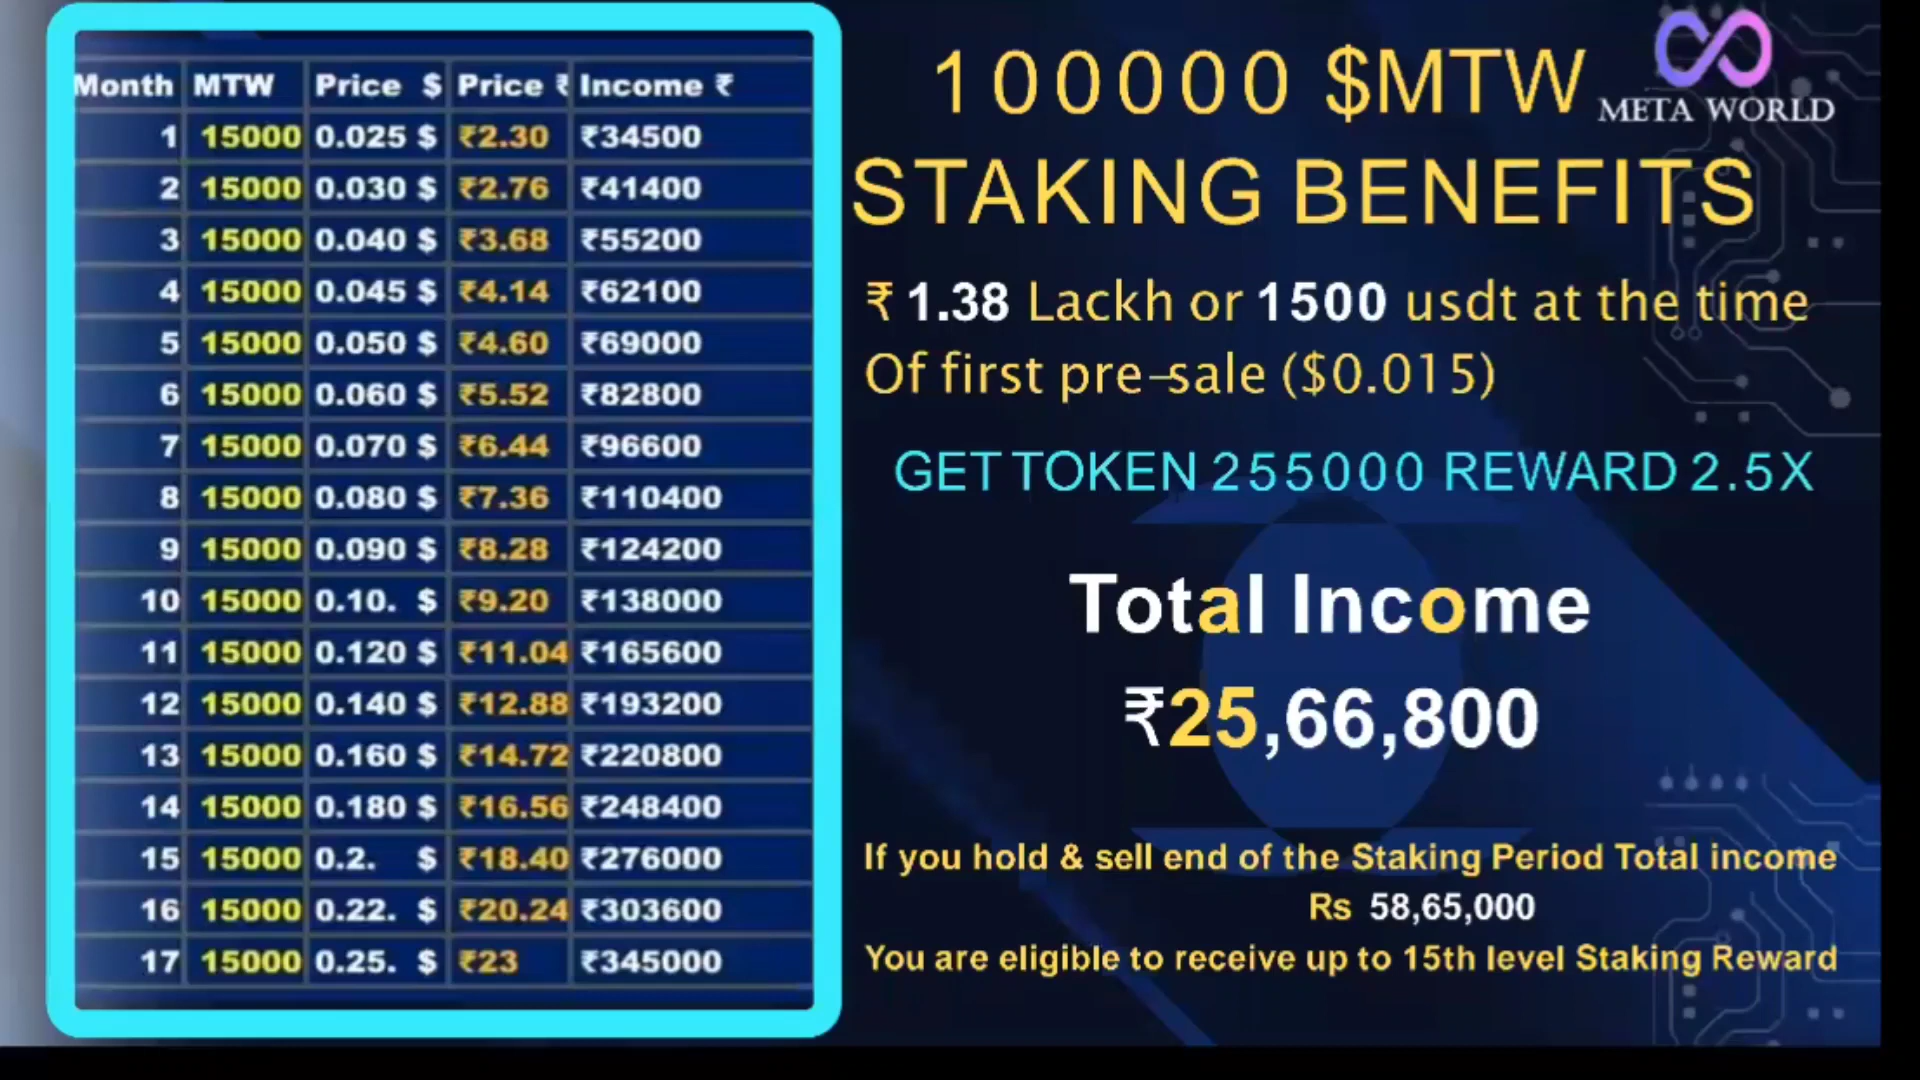 Month MTW Price $ Price ₹ Income ₹
1 15000 0.025 $ ₹2.30 ₹34500
2 15000 0.030 $ ₹2.76 ₹41400
3 15000 0.040 $ ₹3.68 ₹55200
4 15000 0.045 $ ₹4.14 ₹62100
5 15000 0.050 $ ₹4.60 ₹69000
6 15000 0.060 $ ₹5.52 ₹82800
7 15000 0.070 $ ₹6.44 ₹96600
8 15000 0.080 $ ₹7.36 ₹110400
9 15000 0.090 $ ₹8.28 ₹124200
10 15000 0.10. $ ₹9.20 ₹138000
11 15000 0.120 $ ₹11.04 ₹165600
12 15000 0.140 $ ₹12.88 ₹193200
13 15000 0.160 $ ₹14.72 ₹220800
14 15000 0.180 $ ₹16.56 ₹248400
15 15000 0.2. $ ₹18.40 ₹276000
16 15000 0.22. $ ₹20.24 ₹303600
17 15000 0.25. $ ₹23 ₹345000
100000 $MTW
META WORLD
STAKING BENEFITS
₹ 1.38 Lackh or 1500 usdt at the time
Of first pre-sale ($0.015)
GET TOKEN 255000 REWARD 2.5X
Total Income
₹25,66,800
If you hold & sell end of the Staking Period Total income
Rs 58,65,000
You are eligible to receive up to 15th level Staking Reward